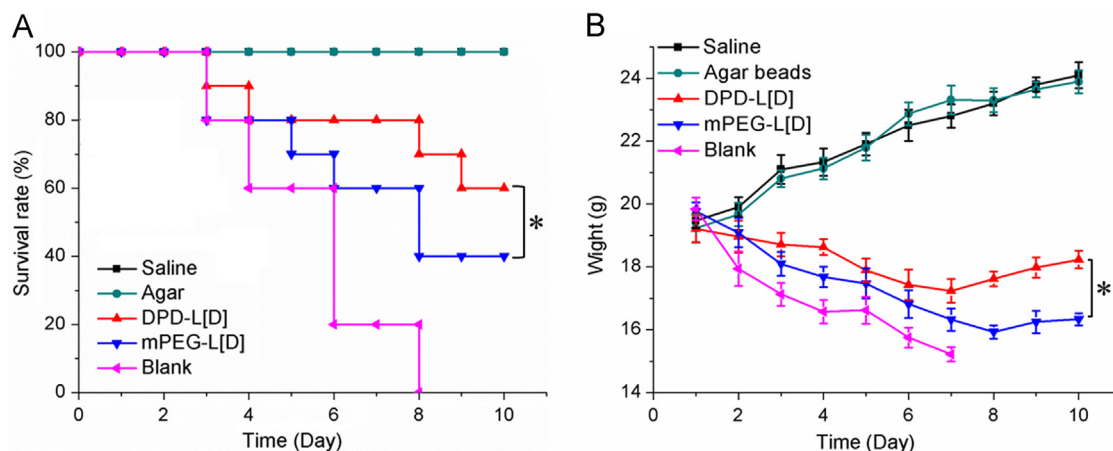 A
100
80
60
40
20
0
Survival rate (%)
Saline
Agar
DPD-L[D]
mPEG-L[D]
Blank
*
0 2 4 6 8 10
Time (Day)
B
24
22
20
18
16
14
Wight (g)
Saline
Agar beads
DPD-L[D]
mPEG-L[D]
Blank
*
0 2 4 6 8 10
Time (Day)